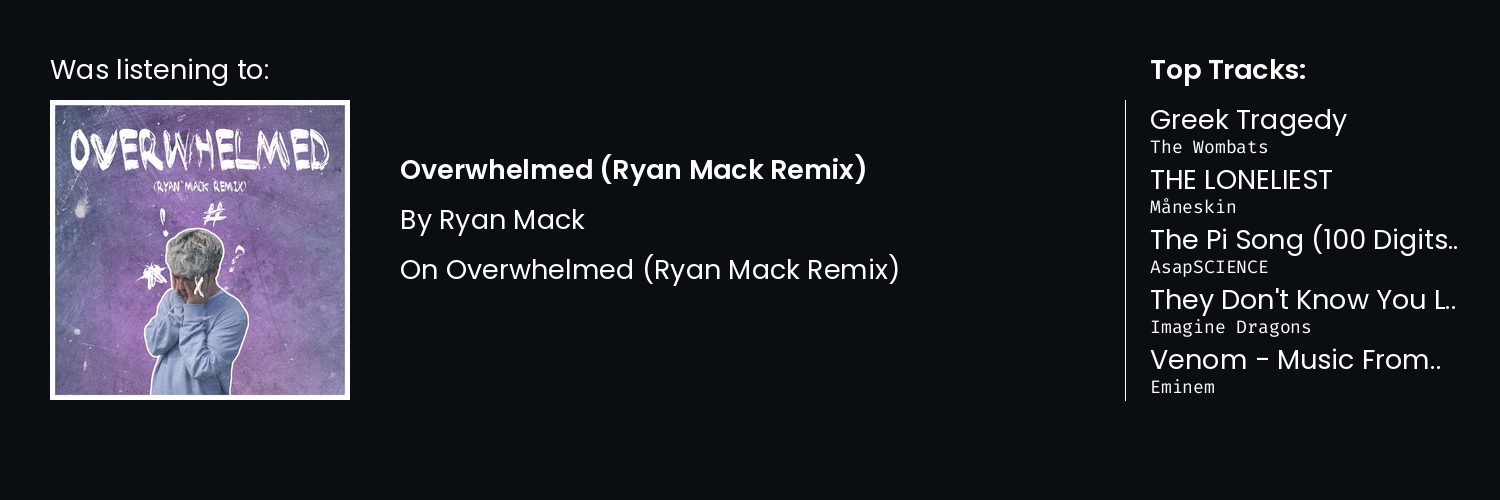 Was listening to:
OVERWHELMED
(RYAN MACK REMIX)
Overwhelmed (Ryan Mack Remix)
By Ryan Mack
On Overwhelmed (Ryan Mack Remix)
Top Tracks:
Greek Tragedy
The Wombats
THE LONELIEST
Måneskin
The Pi Song (100 Digits..
AsapSCIENCE
They Don't Know You L..
Imagine Dragons
Venom - Music From..
Eminem